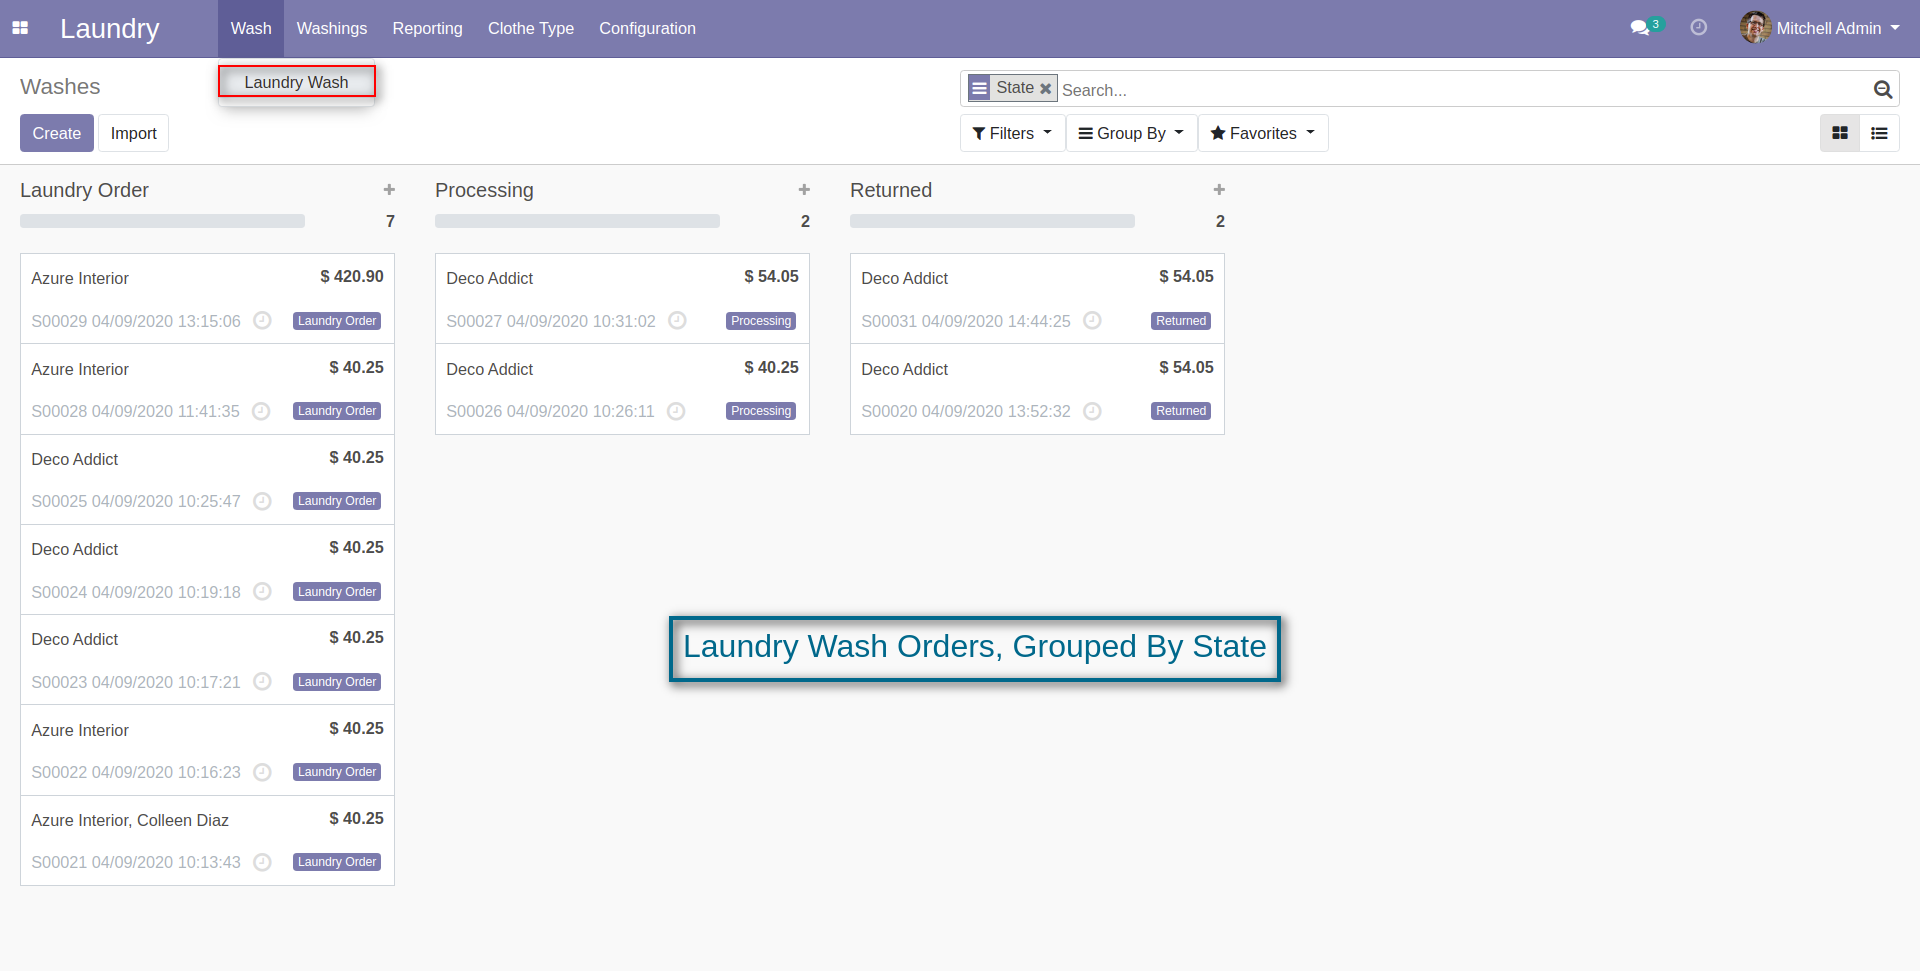 Laundry Wash Washings Reporting Clothe Type Configuration 3 Mitchell Admin
Laundry Wash
Washes
State Search...
Create Import
Filters Group By Favorites
Laundry Order
7
Azure Interior $ 420.90
S00029 04/09/2020 13:15:06 Laundry Order
Azure Interior $ 40.25
S00028 04/09/2020 11:41:35 Laundry Order
Deco Addict $ 40.25
S00025 04/09/2020 10:25:47 Laundry Order
Deco Addict $ 40.25
S00024 04/09/2020 10:19:18 Laundry Order
Deco Addict $ 40.25
S00023 04/09/2020 10:17:21 Laundry Order
Azure Interior $ 40.25
S00022 04/09/2020 10:16:23 Laundry Order
Azure Interior, Colleen Diaz $ 40.25
S00021 04/09/2020 10:13:43 Laundry Order
Processing
2
Deco Addict $ 54.05
S00027 04/09/2020 10:31:02 Processing
Deco Addict $ 40.25
S00026 04/09/2020 10:26:11 Processing
Returned
2
Deco Addict $ 54.05
S00031 04/09/2020 14:44:25 Returned
Deco Addict $ 54.05
S00020 04/09/2020 13:52:32 Returned
Laundry Wash Orders, Grouped By State